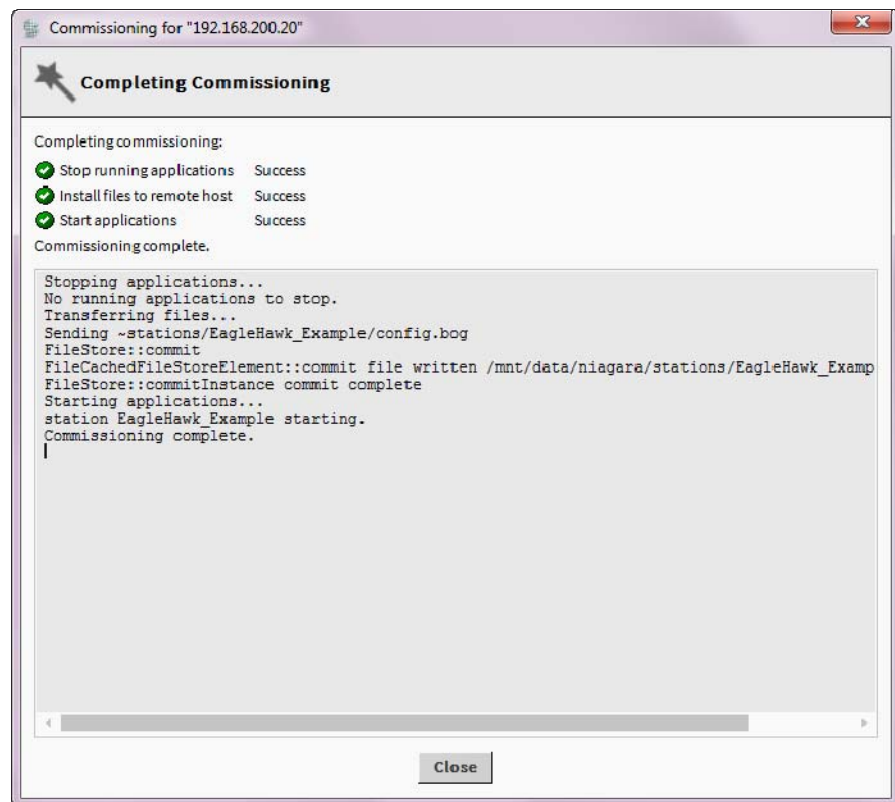 Commissioning for "192.168.200.20"
Completing Commissioning
Completing commissioning:
Stop running applications Success
Install files to remote host Success
Start applications Success
Commissioning complete.
Stopping applications...
No running applications to stop.
Transferring files...
Sending ~stations/EagleHawk_Example/config.bog
FileStore::commit
FileCachedFileStoreElement::commit file written /mnt/data/niagara/stations/EagleHawk_Examp
FileStore::commitInstance commit complete
Starting applications...
station EagleHawk_Example starting.
Commissioning complete.
Close